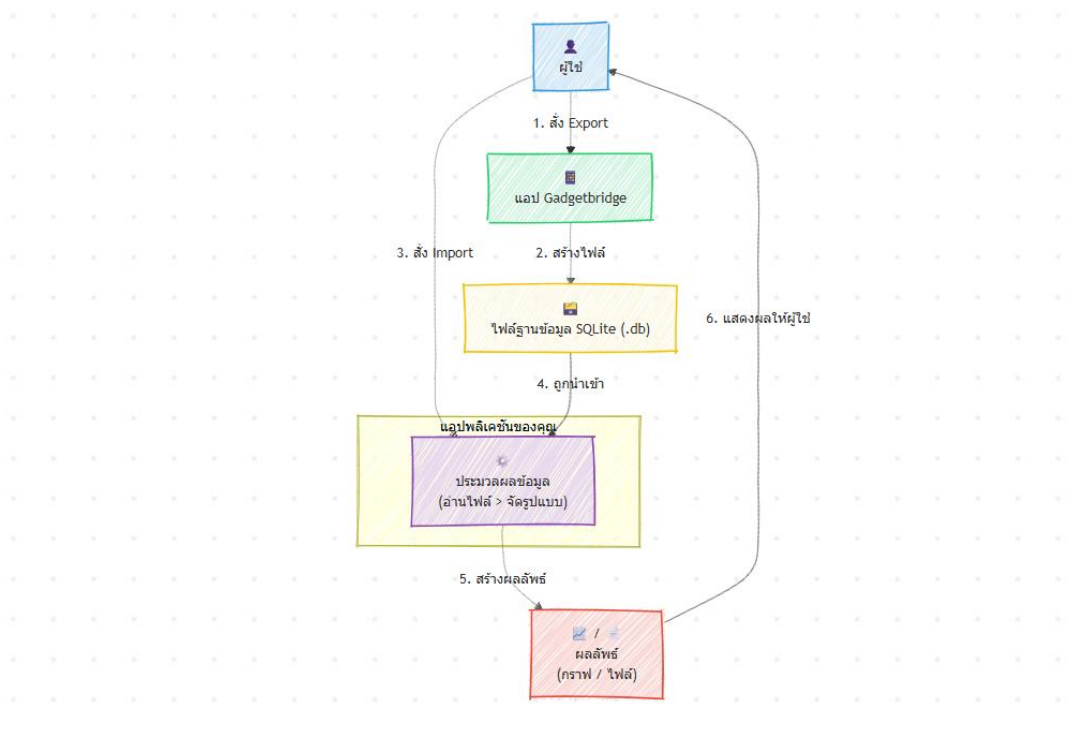 ผู้ใช้
1. สั่ง Export
แอป Gadgetbridge
3. สั่ง Import
2. สร้างไฟล์
ไฟล์ฐานข้อมูล SQLite (.db)
6. แสดงผลให้ผู้ใช้
4. ถูกนำเข้า
แอปพลิเคชันของคุณ
ประมวลผลข้อมูล
(อ่านไฟล์ > จัดรูปแบบ)
5. สร้างผลลัพธ์
/
ผลลัพธ์
(กราฟ / ไฟล์)